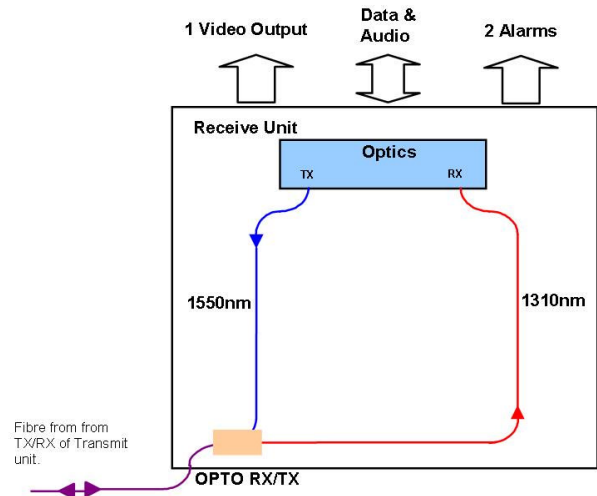 1 Video Output
Data &
Audio
2 Alarms
Receive Unit
Optics
TX
RX
1550nm
1310nm
Fibre from from
TX/RX of Transmit
unit.
OPTO RX/TX